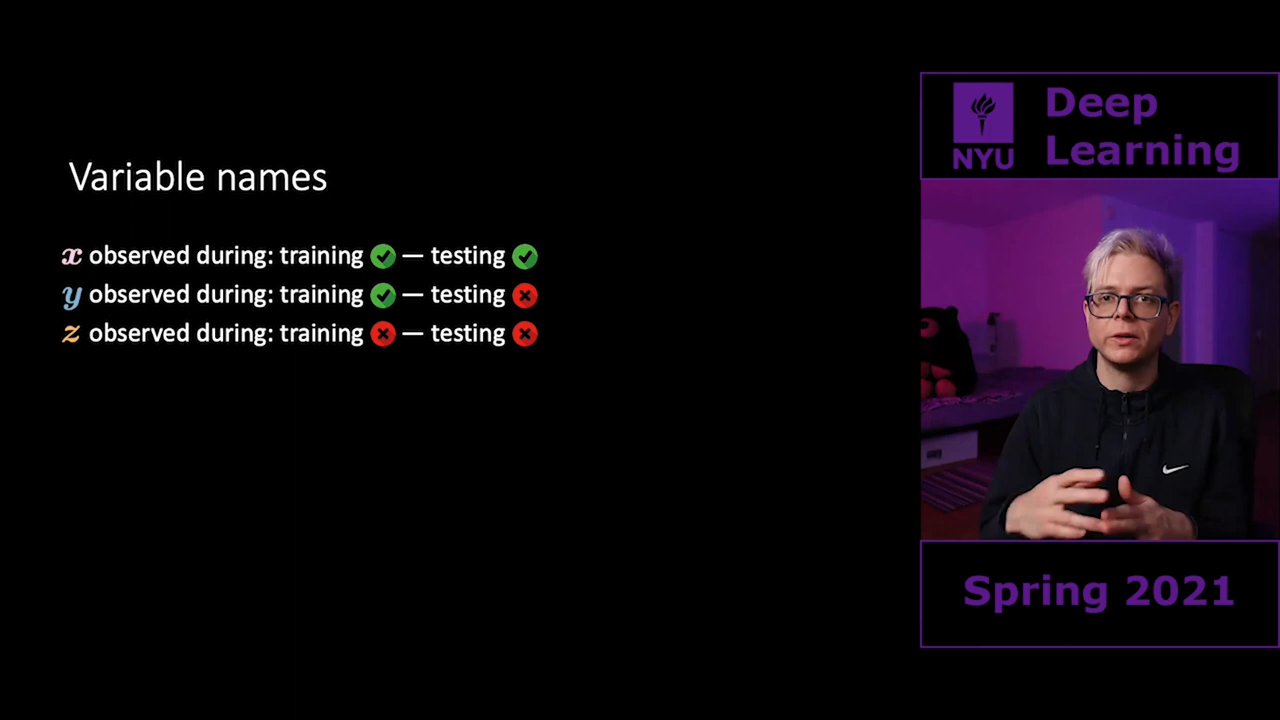 Variable names
x observed during: training ✓ — testing ✓
y observed during: training ✓ — testing ✗
z observed during: training ✗ — testing ✗
NYU
Deep
Learning
Spring 2021